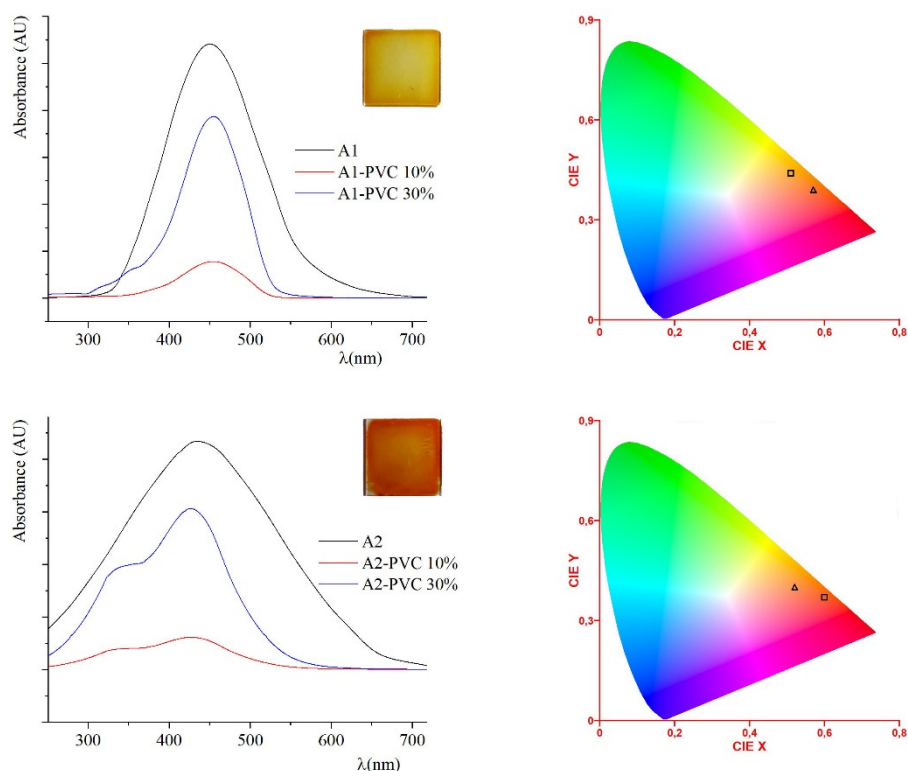 Absorbance (AU)
A1
A1-PVC 10%
A1-PVC 30%
300 400 500 600 700
λ(nm)
0,9
0,6
0,3
0
CIE Y
0 0,2 0,4 0,6 0,8
CIE X
Absorbance (AU)
A2
A2-PVC 10%
A2-PVC 30%
300 400 500 600 700
λ(nm)
0,9
0,6
0,3
0
CIE Y
0 0,2 0,4 0,6 0,8
CIE X